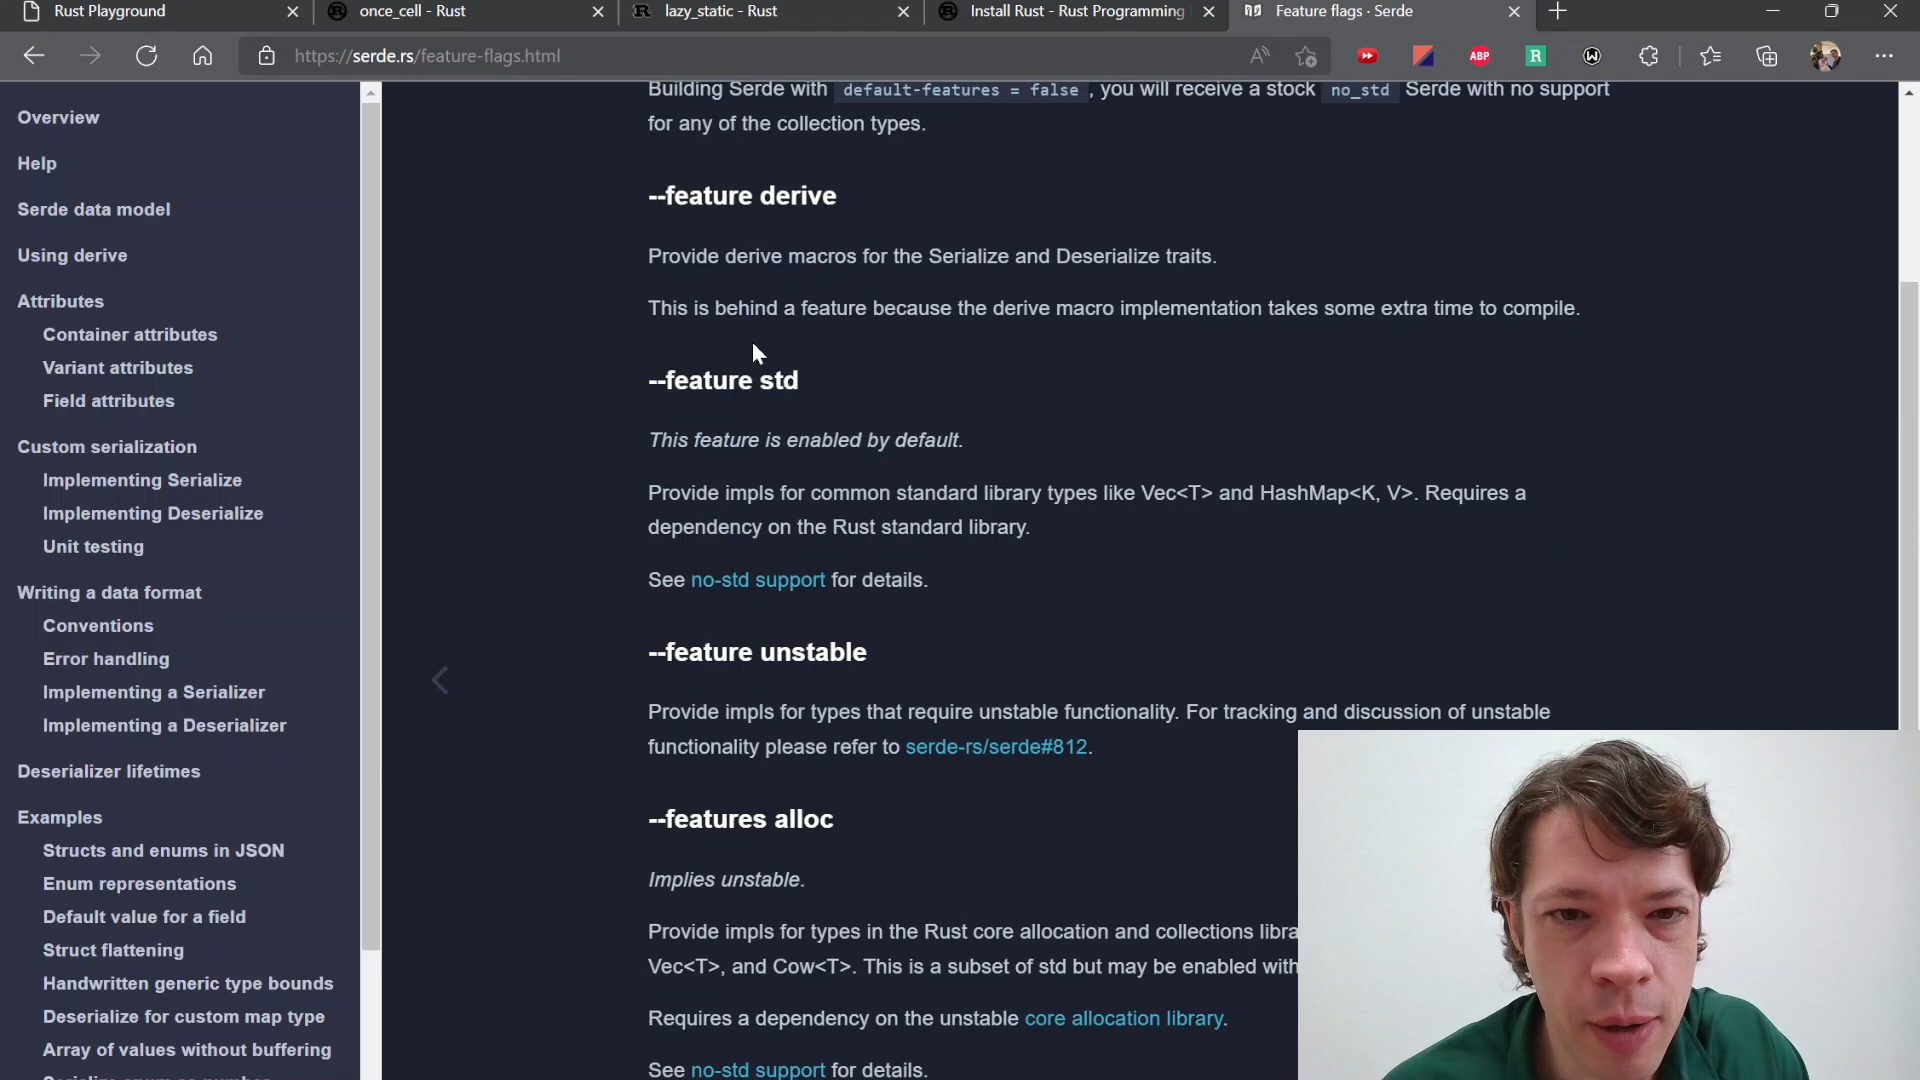 Rust Playground
once_cell - Rust
lazy_static - Rust
Install Rust - Rust Programming
Feature flags · Serde
https://serde.rs/feature-flags.html
ABP
R
W
Overview
Help
Serde data model
Using derive
Attributes
Container attributes
Variant attributes
Field attributes
Custom serialization
Implementing Serialize
Implementing Deserialize
Unit testing
Writing a data format
Conventions
Error handling
Implementing a Serializer
Implementing a Deserializer
Deserializer lifetimes
Examples
Structs and enums in JSON
Enum representations
Default value for a field
Struct flattening
Handwritten generic type bounds
Deserialize for custom map type
Array of values without buffering
Building Serde with default-features = false , you will receive a stock no_std Serde with no support
for any of the collection types.
--feature derive
Provide derive macros for the Serialize and Deserialize traits.
This is behind a feature because the derive macro implementation takes some extra time to compile.
--feature std
This feature is enabled by default.
Provide impls for common standard library types like Vec<T> and HashMap<K, V>. Requires a
dependency on the Rust standard library.
See no-std support for details.
--feature unstable
Provide impls for types that require unstable functionality. For tracking and discussion of unstable
functionality please refer to serde-rs/serde#812.
--features alloc
Implies unstable.
Provide impls for types in the Rust core allocation and collections libra
Vec<T>, and Cow<T>. This is a subset of std but may be enabled with
Requires a dependency on the unstable core allocation library.
See no-std support for details.